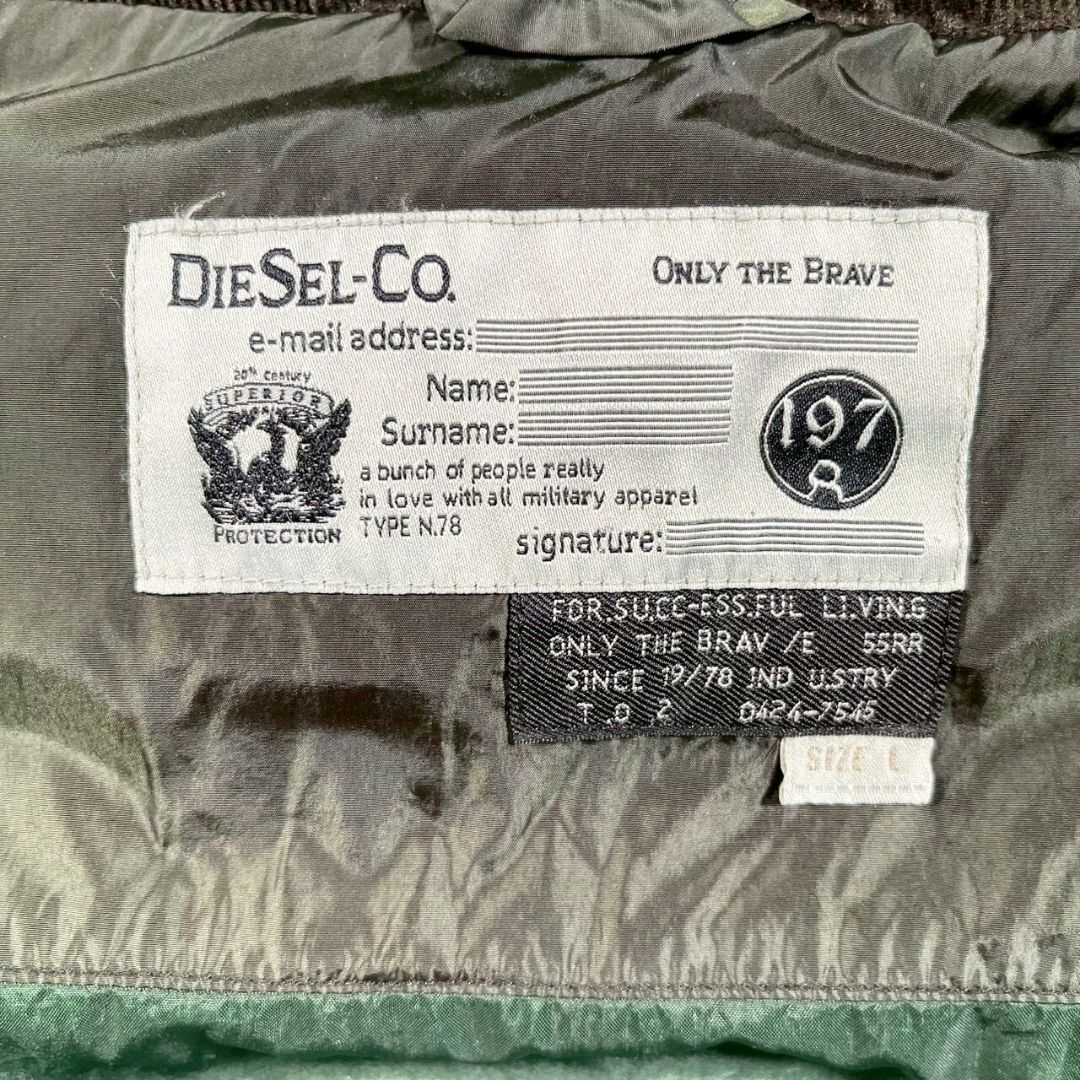 DIESEL-CO.
ONLY THE BRAVE
e-mail address:
20th Century
SUPERIOR
PROTECTION
Name:
Surname:
a bunch of people really
in love with all military apparel
TYPE N.78
197
8
signature:
FOR.SU.CC-ESS.FUL LI.VIN.G
ONLY THE BRAV /E 55RR
SINCE 19/78 IND U.STRY
T .O .2 0424-7545
SIZE L